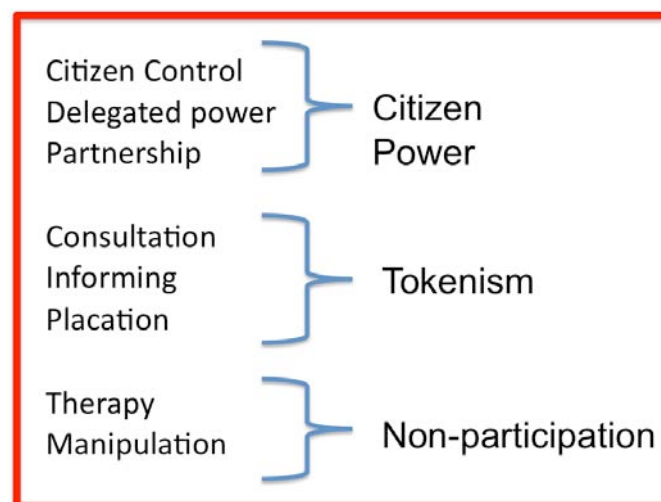 Citizen Control
Delegated power
Partnership
Citizen
Power
Consultation
Informing
Placation
Tokenism
Therapy
Manipulation
Non-participation